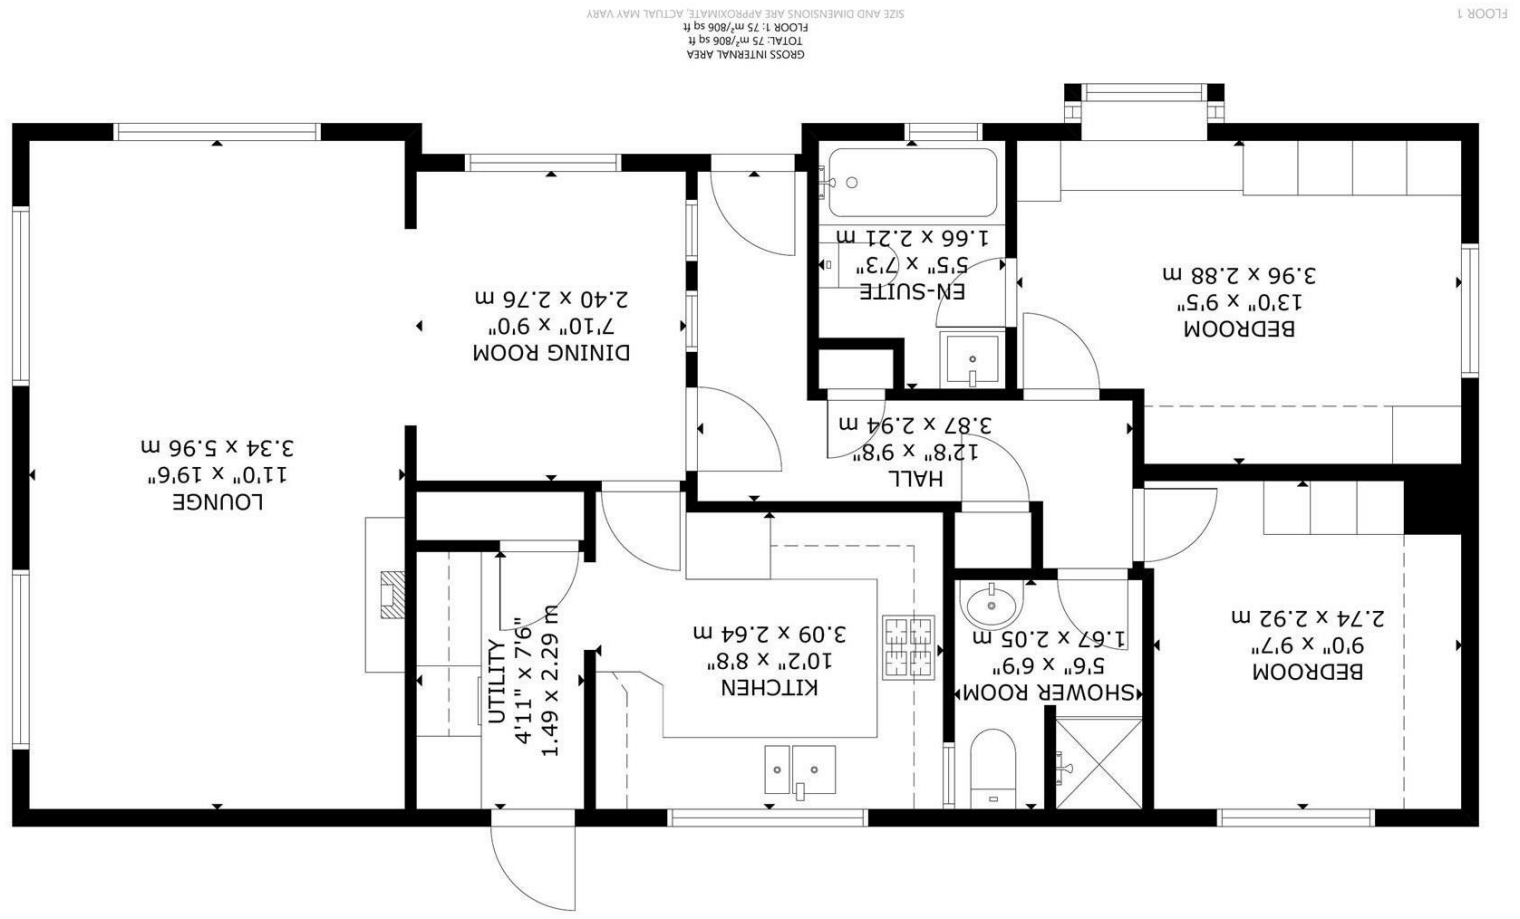 BEDROOM
9'0" x 9'7"
2.74 x 2.92 m
SHOWER ROOM
5'6" x 6'9"
1.67 x 2.05 m
KITCHEN
10'2" x 8'8"
3.09 x 2.64 m
UTILITY
4'11" x 7'6"
1.49 x 2.29 m
LOUNGE
11'0" x 19'6"
3.34 x 5.96 m
HALL
12'8" x 9'8"
3.87 x 2.94 m
DINING ROOM
7'10" x 9'0"
2.40 x 2.76 m
BEDROOM
13'0" x 9'5"
3.96 x 2.88 m
EN-SUITE
5'5" x 7'3"
1.66 x 2.21 m
GROSS INTERNAL AREA
TOTAL: 75 m²/806 sq ft
FLOOR 1: 75 m²/806 sq ft
SIZE AND DIMENSIONS ARE APPROXIMATE, ACTUAL MAY VARY
FLOOR 1